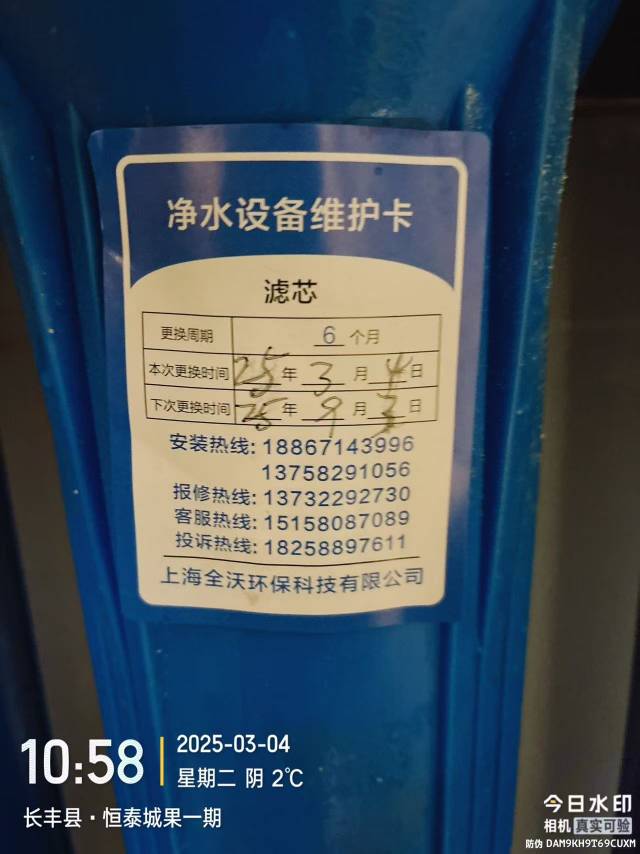 净水设备维护卡
滤芯
更换周期 6 个月
本次更换时间 25 年 3 月 4 日
下次更换时间 25 年 9 月 3 日
安装热线: 18867143996
13758291056
报修热线: 13732292730
客服热线: 15158087089
投诉热线: 18258897611
上海全沃环保科技有限公司
10:58
2025-03-04
星期二 阴 2℃
长丰县·恒泰城果一期
今日水印
相机 真实可验
防伪 DAM9KH9T69CUXM